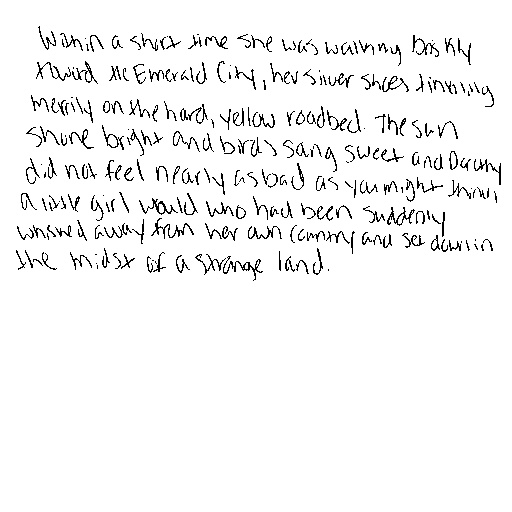 Within a short time she was walking briskly
toward the Emerald City, her silver shoes tinkling
merrily on the hard, yellow roadbed. The sun
shone bright and birds sang sweet and Dorothy
did not feel nearly as bad as you might think
a little girl would who had been suddenly
whisked away from her own country and set down in
the midst of a strange land.